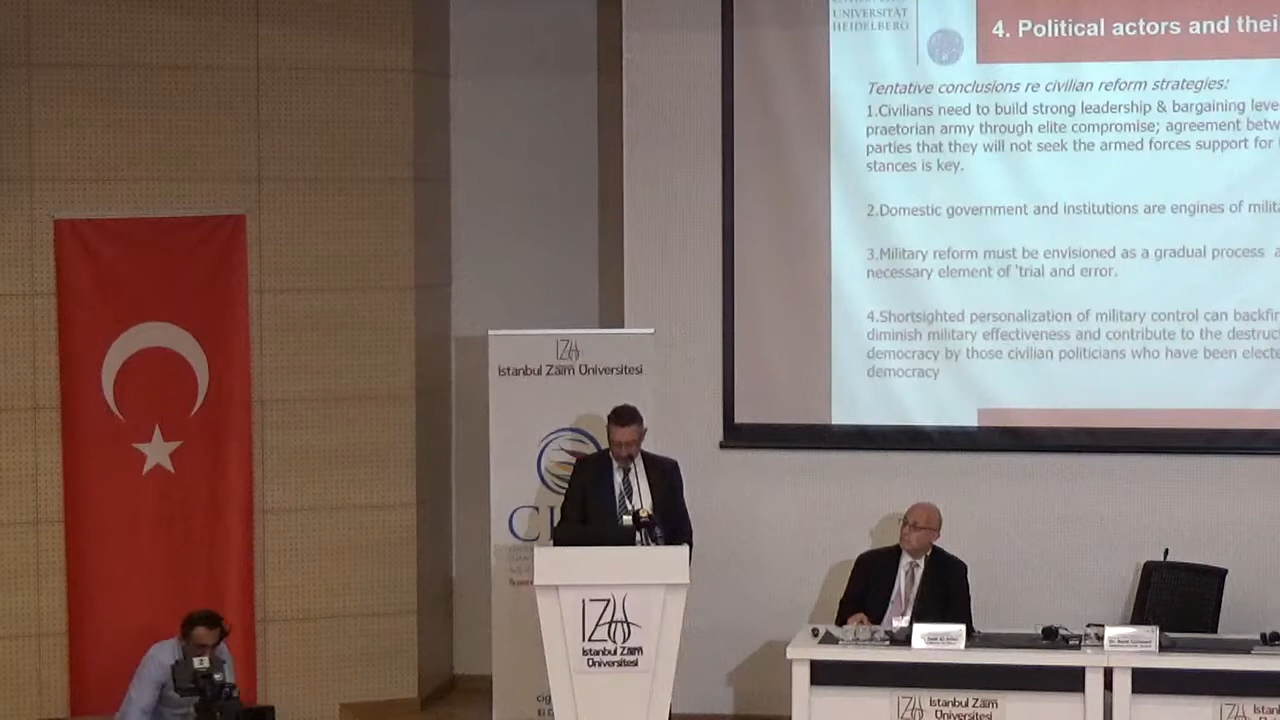 UNIVERSITÄT
HEIDELBERG
4. Political actors and thei
Tentative conclusions re civilian reform strategies:
1.Civilians need to build strong leadership & bargaining leve
praetorian army through elite compromise; agreement betw
parties that they will not seek the armed forces support for
stances is key.
2.Domestic government and institutions are engines of milita
3.Military reform must be envisioned as a gradual process a
necessary element of 'trial and error.
4.Shortsighted personalization of military control can backfir
diminish military effectiveness and contribute to the destruc
democracy by those civilian politicians who have been elect
democracy
İstanbul Zaim Üniversitesi
CI
cig
İstanbul Zaim
Üniversitesi
İstanbul Zaim
Üniversitesi